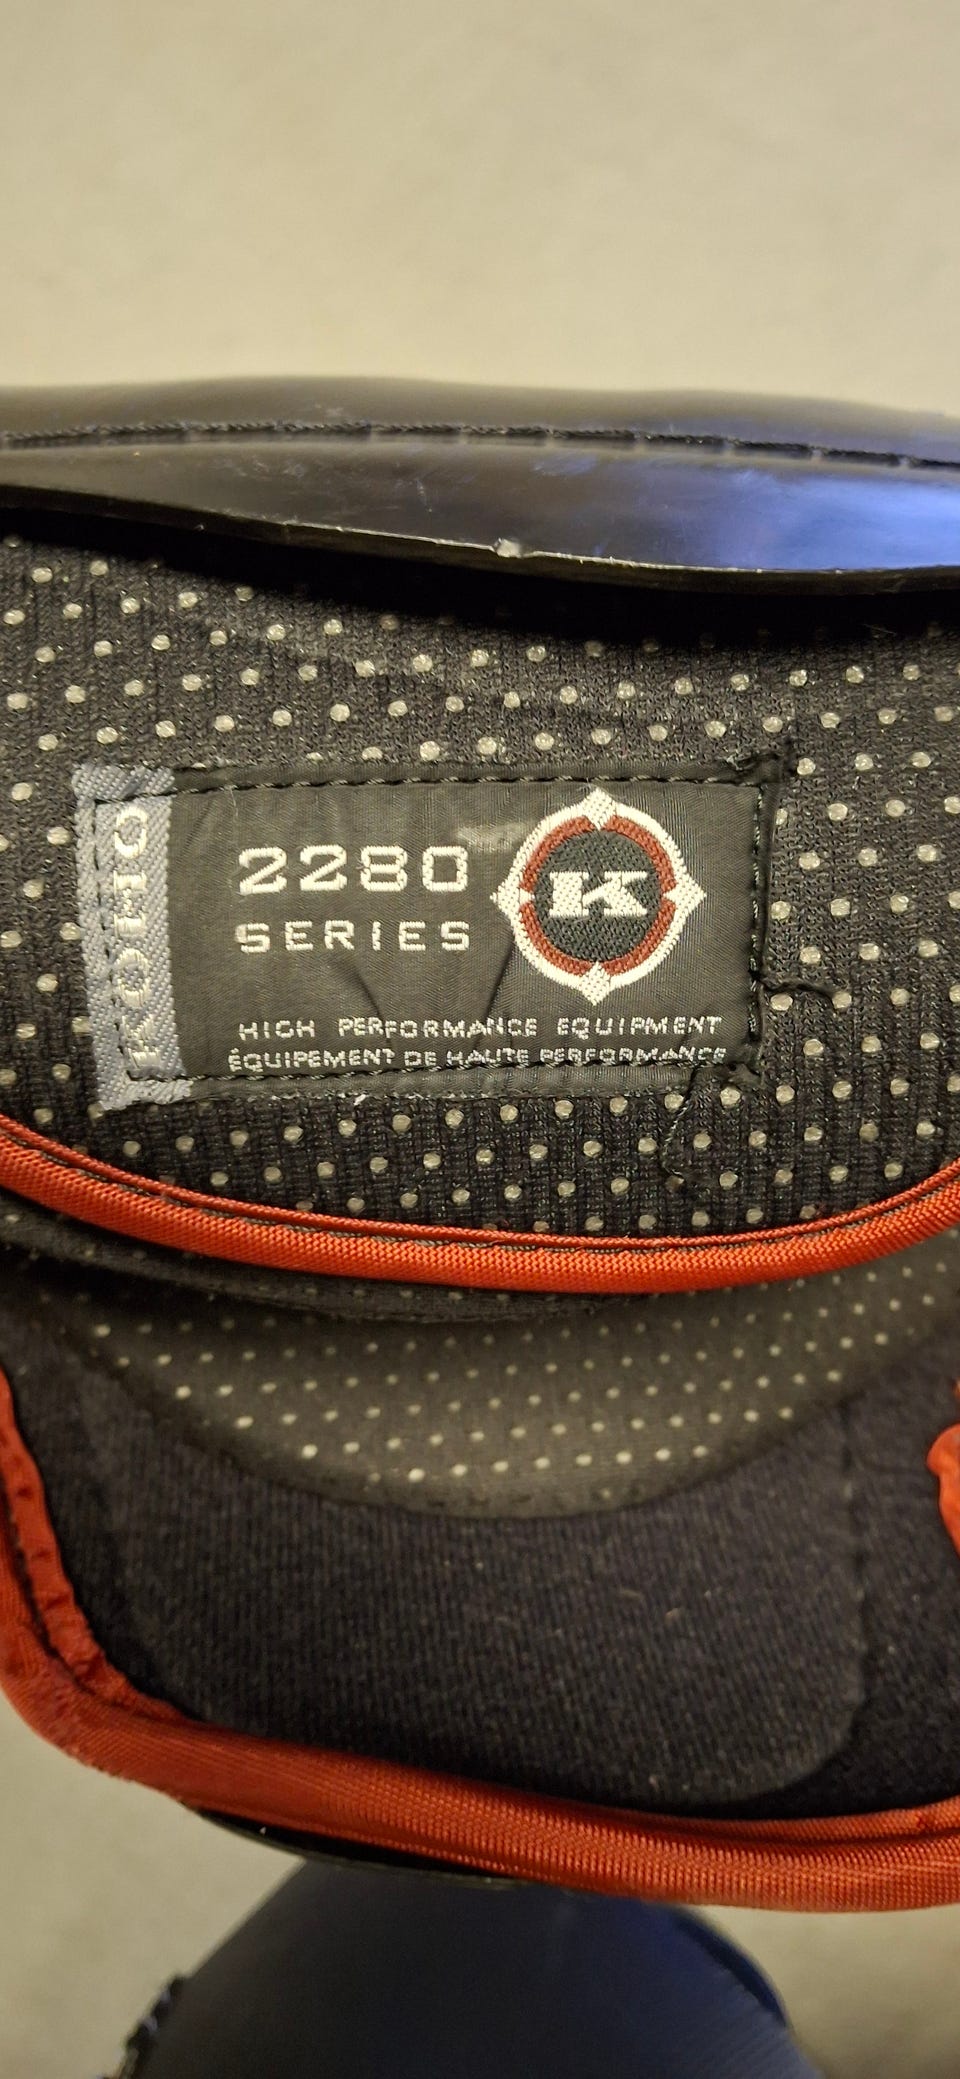 KOHO
2280
SERIES
K
HIGH PERFORMANCE EQUIPMENT
ÉQUIPEMENT DE HAUTE PERFORMANCE